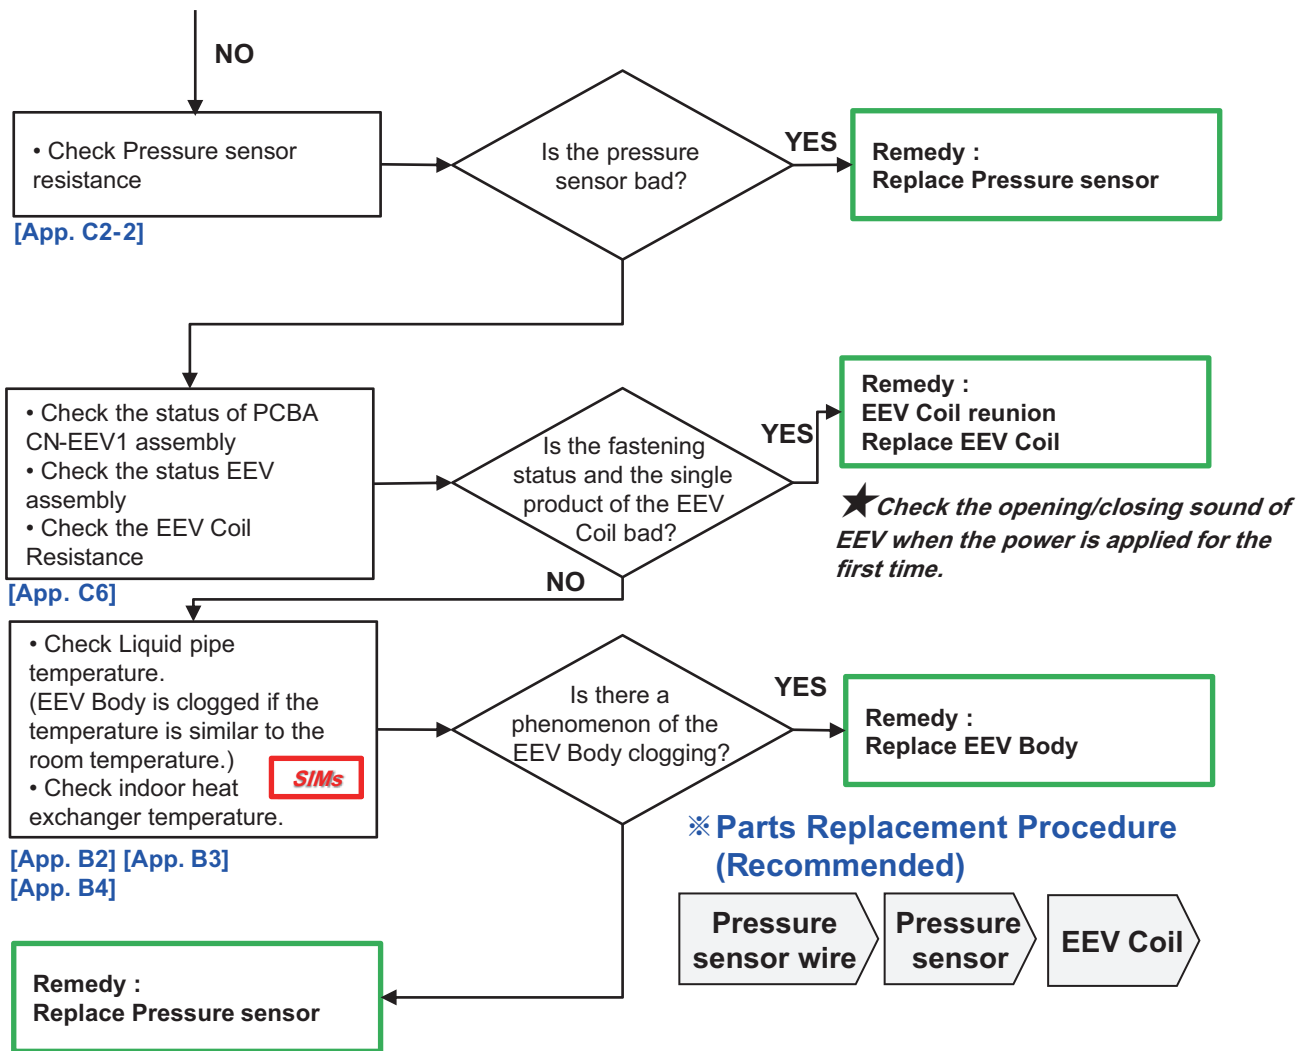 NO
• Check Pressure sensor
resistance
[App. C2-2]
Is the pressure
sensor bad?
YES
Remedy :
Replace Pressure sensor
• Check the status of PCBA
CN-EEV1 assembly
• Check the status EEV
assembly
• Check the EEV Coil
Resistance
[App. C6]
Is the fastening
status and the single
product of the EEV
Coil bad?
YES
Remedy :
EEV Coil reunion
Replace EEV Coil
★Check the opening/closing sound of
EEV when the power is applied for the
first time.
NO
• Check Liquid pipe
temperature.
(EEV Body is clogged if the
temperature is similar to the
room temperature.)
• Check indoor heat
exchanger temperature.
SIMs
[App. B2] [App. B3]
[App. B4]
Is there a
phenomenon of the
EEV Body clogging?
YES
Remedy :
Replace EEV Body
※ Parts Replacement Procedure
(Recommended)
Pressure
sensor wire
Pressure
sensor
EEV Coil
Remedy :
Replace Pressure sensor